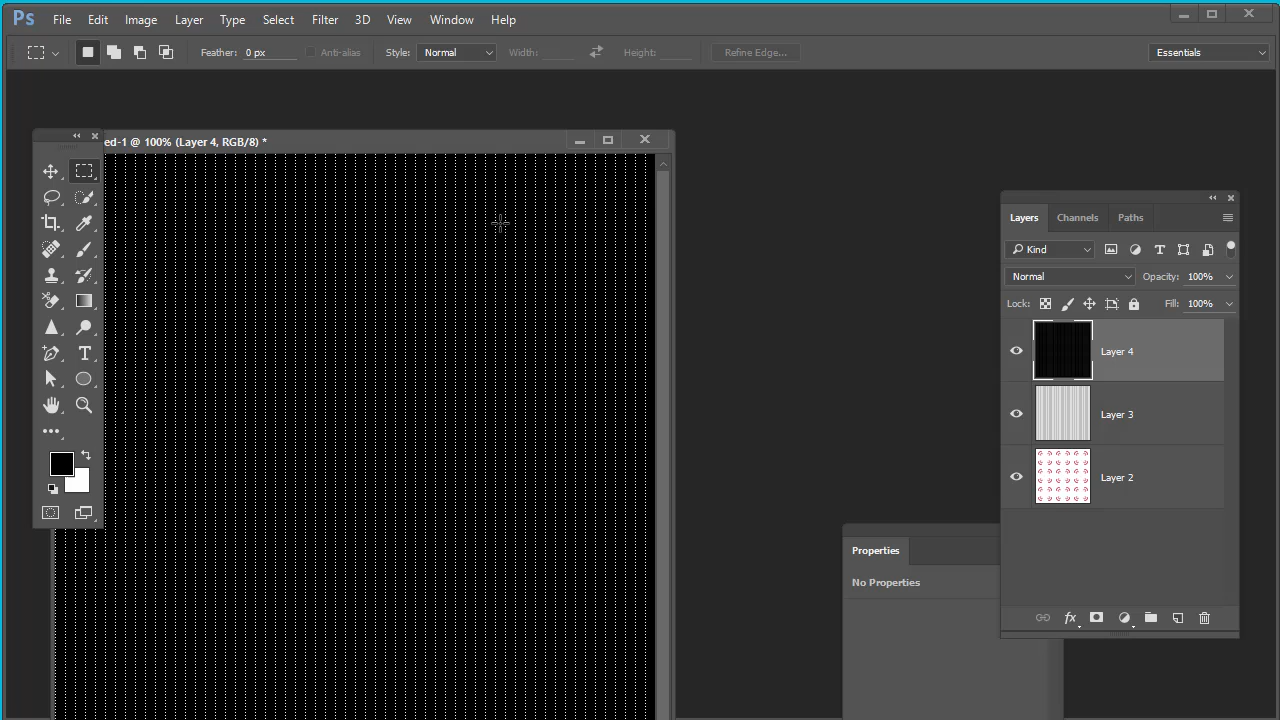 Ps File Edit Image Layer Type Select Filter 3D View Window Help
Feather: 0 px Anti-alias Style: Normal Width: Height: Refine Edge... Essentials
ed-1 @ 100% (Layer 4, RGB/8) *
Layers Channels Paths
Kind
Normal Opacity: 100%
Lock: Fill: 100%
Layer 4
Layer 3
Layer 2
Properties
No Properties
fx